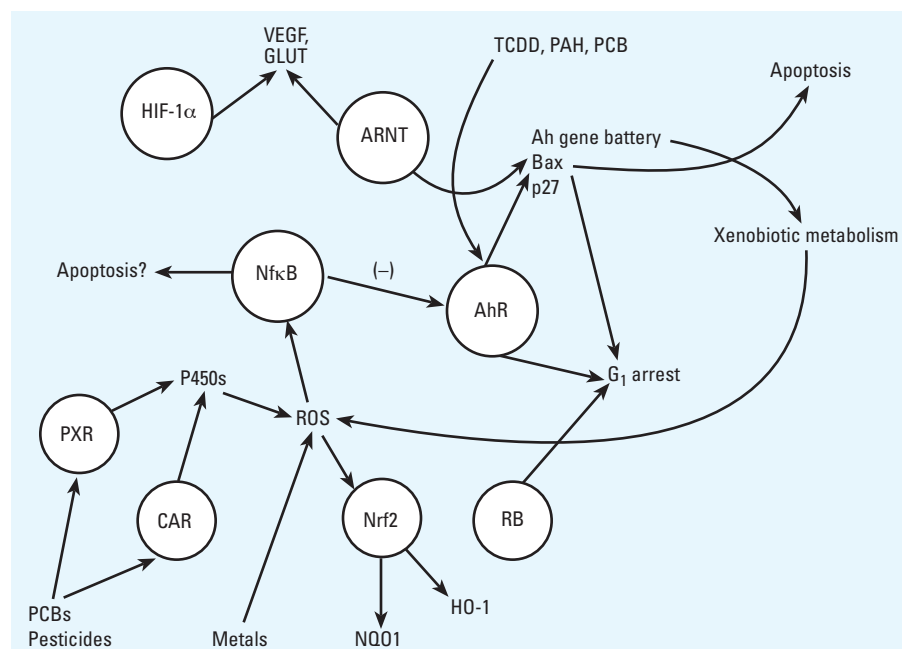 VEGF,
GLUT
TCDD, PAH, PCB
Apoptosis
HIF-1α
ARNT
Ah gene battery
Bax
p27
Xenobiotic metabolism
Apoptosis?
NfκB
(–)
AhR
G₁ arrest
P450s
ROS
PXR
CAR
Nrf2
RB
HO-1
PCBs
Pesticides
Metals
NQO1